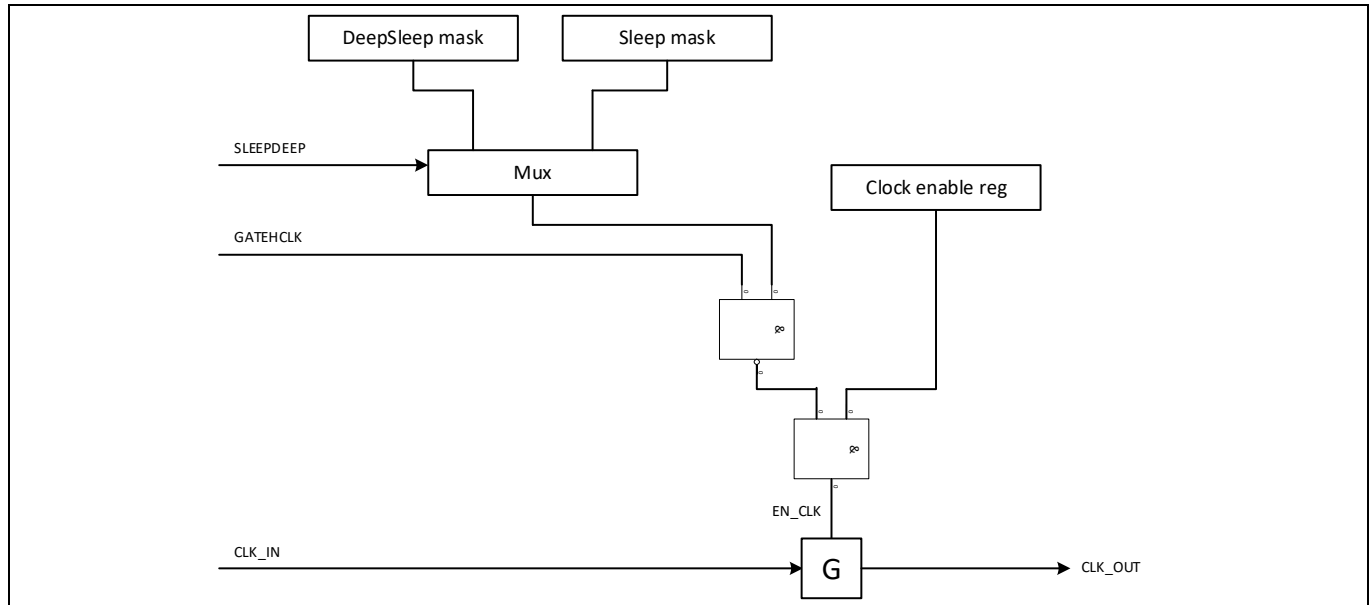 DeepSleep mask
Sleep mask
SLEEPDEEP
Mux
Clock enable reg
GATEHCLK
&
&
EN_CLK
CLK_IN
G
CLK_OUT